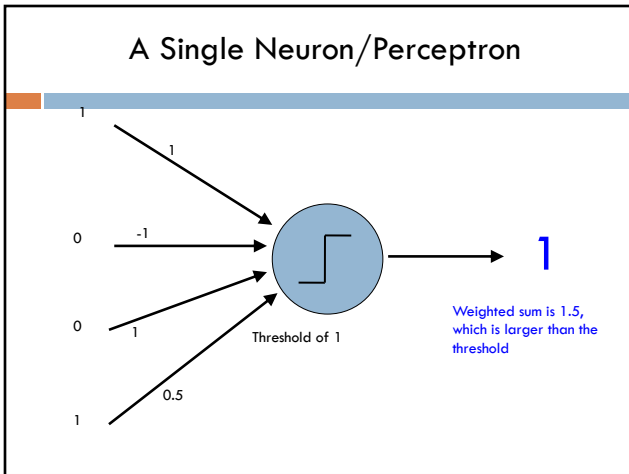 A Single Neuron/Perceptron
1
1
0
-1
0
1
1
0.5
Threshold of 1
1
Weighted sum is 1.5,
which is larger than the
threshold